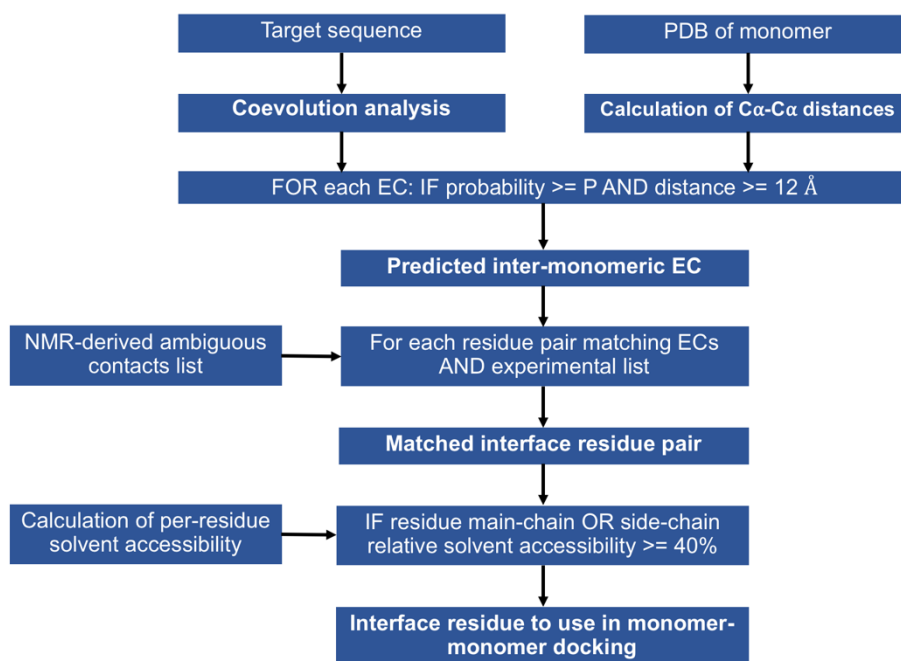 Target sequence
PDB of monomer
Coevolution analysis
Calculation of Cα-Cα distances
FOR each EC: IF probability >= P AND distance >= 12 Å
Predicted inter-monomeric EC
NMR-derived ambiguous
contacts list
For each residue pair matching ECs
AND experimental list
Matched interface residue pair
Calculation of per-residue
solvent accessibility
IF residue main-chain OR side-chain
relative solvent accessibility >= 40%
Interface residue to use in monomer-
monomer docking